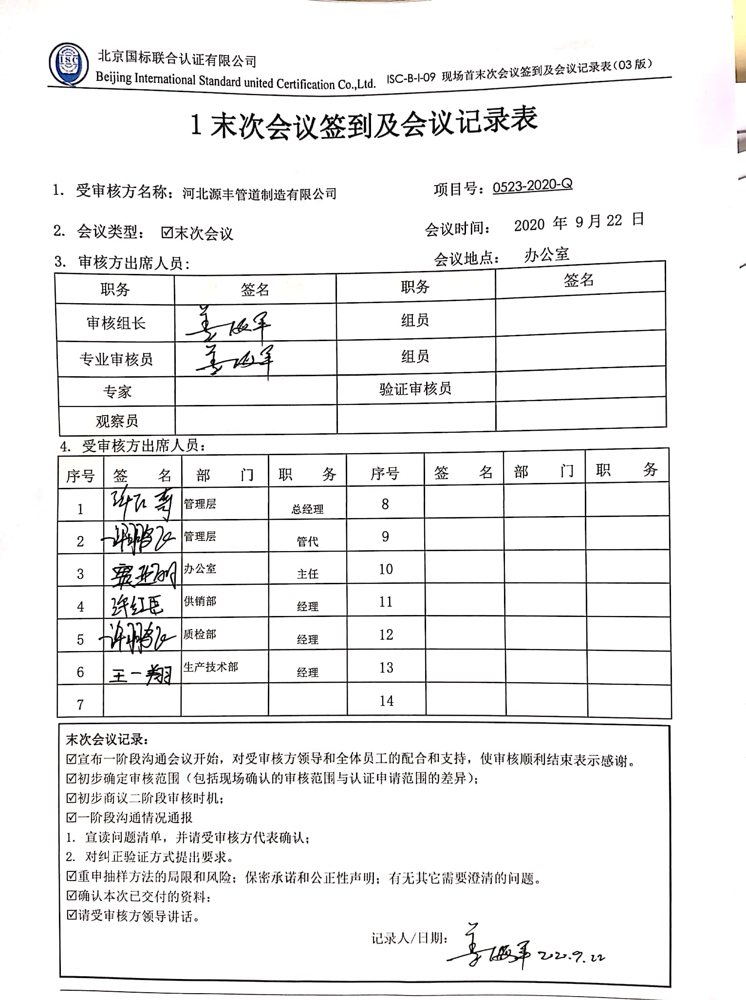 ISC
北京国标联合认证有限公司
Beijing International Standard united Certification Co.,Ltd. ISC-B-I-09 现场首末次会议签到及会议记录表(03 版)
1 末次会议签到及会议记录表
1. 受审核方名称：河北源丰管道制造有限公司 项目号：0523-2020-Q
2. 会议类型： ☑末次会议 会议时间： 2020 年 9 月 22 日
3. 审核方出席人员： 会议地点： 办公室
职务 签名 职务 签名
审核组长 姜海军 组员
专业审核员 姜海军 组员
专家 验证审核员
观察员
4. 受审核方出席人员：
序号 签 名 部 门 职 务 序号 签 名 部 门 职 务
1 管理层 总经理 8
2 管理层 管代 9
3 办公室 主任 10
4 供销部 经理 11
5 质检部 经理 12
6 王一翔 生产技术部 经理 13
7 14
末次会议记录：
☑宣布一阶段沟通会议开始，对受审核方领导和全体员工的配合和支持，使审核顺利结束表示感谢。
☑初步确定审核范围（包括现场确认的审核范围与认证申请范围的差异）；
☑初步商议二阶段审核时机；
☑一阶段沟通情况通报
1. 宣读问题清单，并请受审核方代表确认；
2. 对纠正验证方式提出要求。
☑重申抽样方法的局限和风险；保密承诺和公正性声明；有无其它需要澄清的问题。
☑确认本次已交付的资料：
☑请受审核方领导讲话。
记录人/日期： 姜海军 2020.9.22